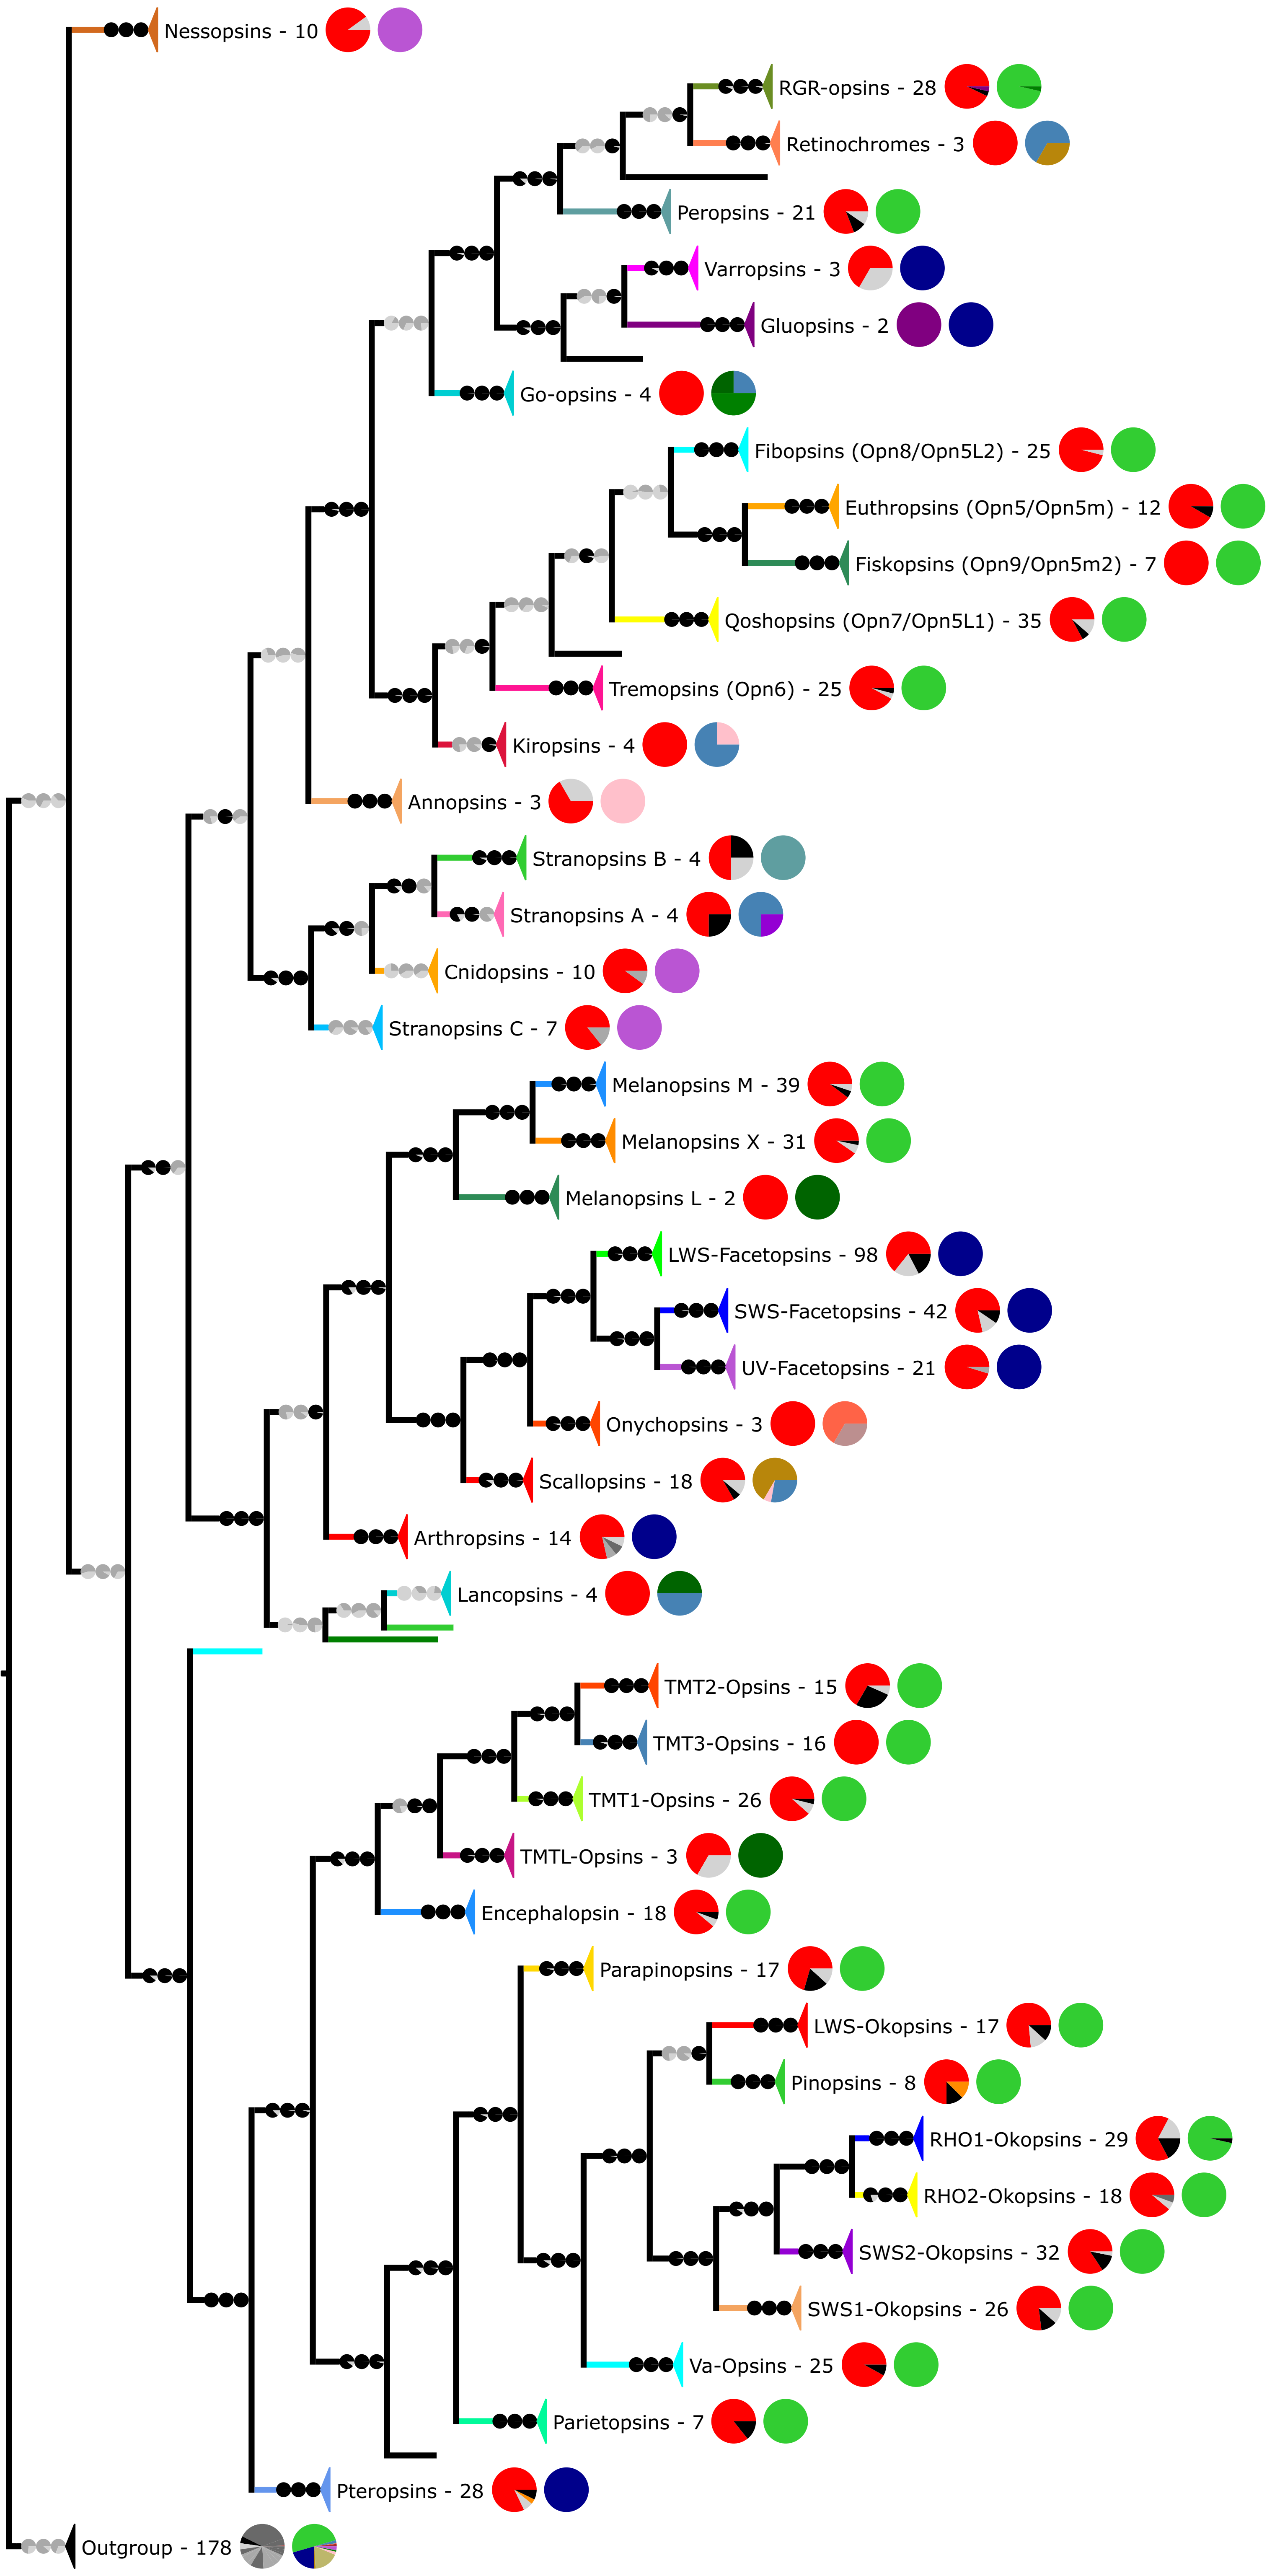 Nessopsins - 10
RGR-opsins - 28
Retinochromes - 3
Peropsins - 21
Varropsins - 3
Gluopsins - 2
Go-opsins - 4
Fibopsins (Opn8/Opn5L2) - 25
Euthropsins (Opn5/Opn5m) - 12
Fiskopsins (Opn9/Opn5m2) - 7
Qoshopsins (Opn7/Opn5L1) - 35
Tremopsins (Opn6) - 25
Kiropsins - 4
Annopsins - 3
Stranopsins B - 4
Stranopsins A - 4
Cnidopsins - 10
Stranopsins C - 7
Melanopsins M - 39
Melanopsins X - 31
Melanopsins L - 2
LWS-Facetopsins - 98
SWS-Facetopsins - 42
UV-Facetopsins - 21
Onychopsins - 3
Scallopsins - 18
Arthropsins - 14
Lancopsins - 4
TMT2-Opsins - 15
TMT3-Opsins - 16
TMT1-Opsins - 26
TMTL-Opsins - 3
Encephalopsin - 18
Parapinopsins - 17
LWS-Okopsins - 17
Pinopsins - 8
RHO1-Okopsins - 29
RHO2-Okopsins - 18
SWS2-Okopsins - 32
SWS1-Okopsins - 26
Va-Opsins - 25
Parietopsins - 7
Pteropsins - 28
Outgroup - 178